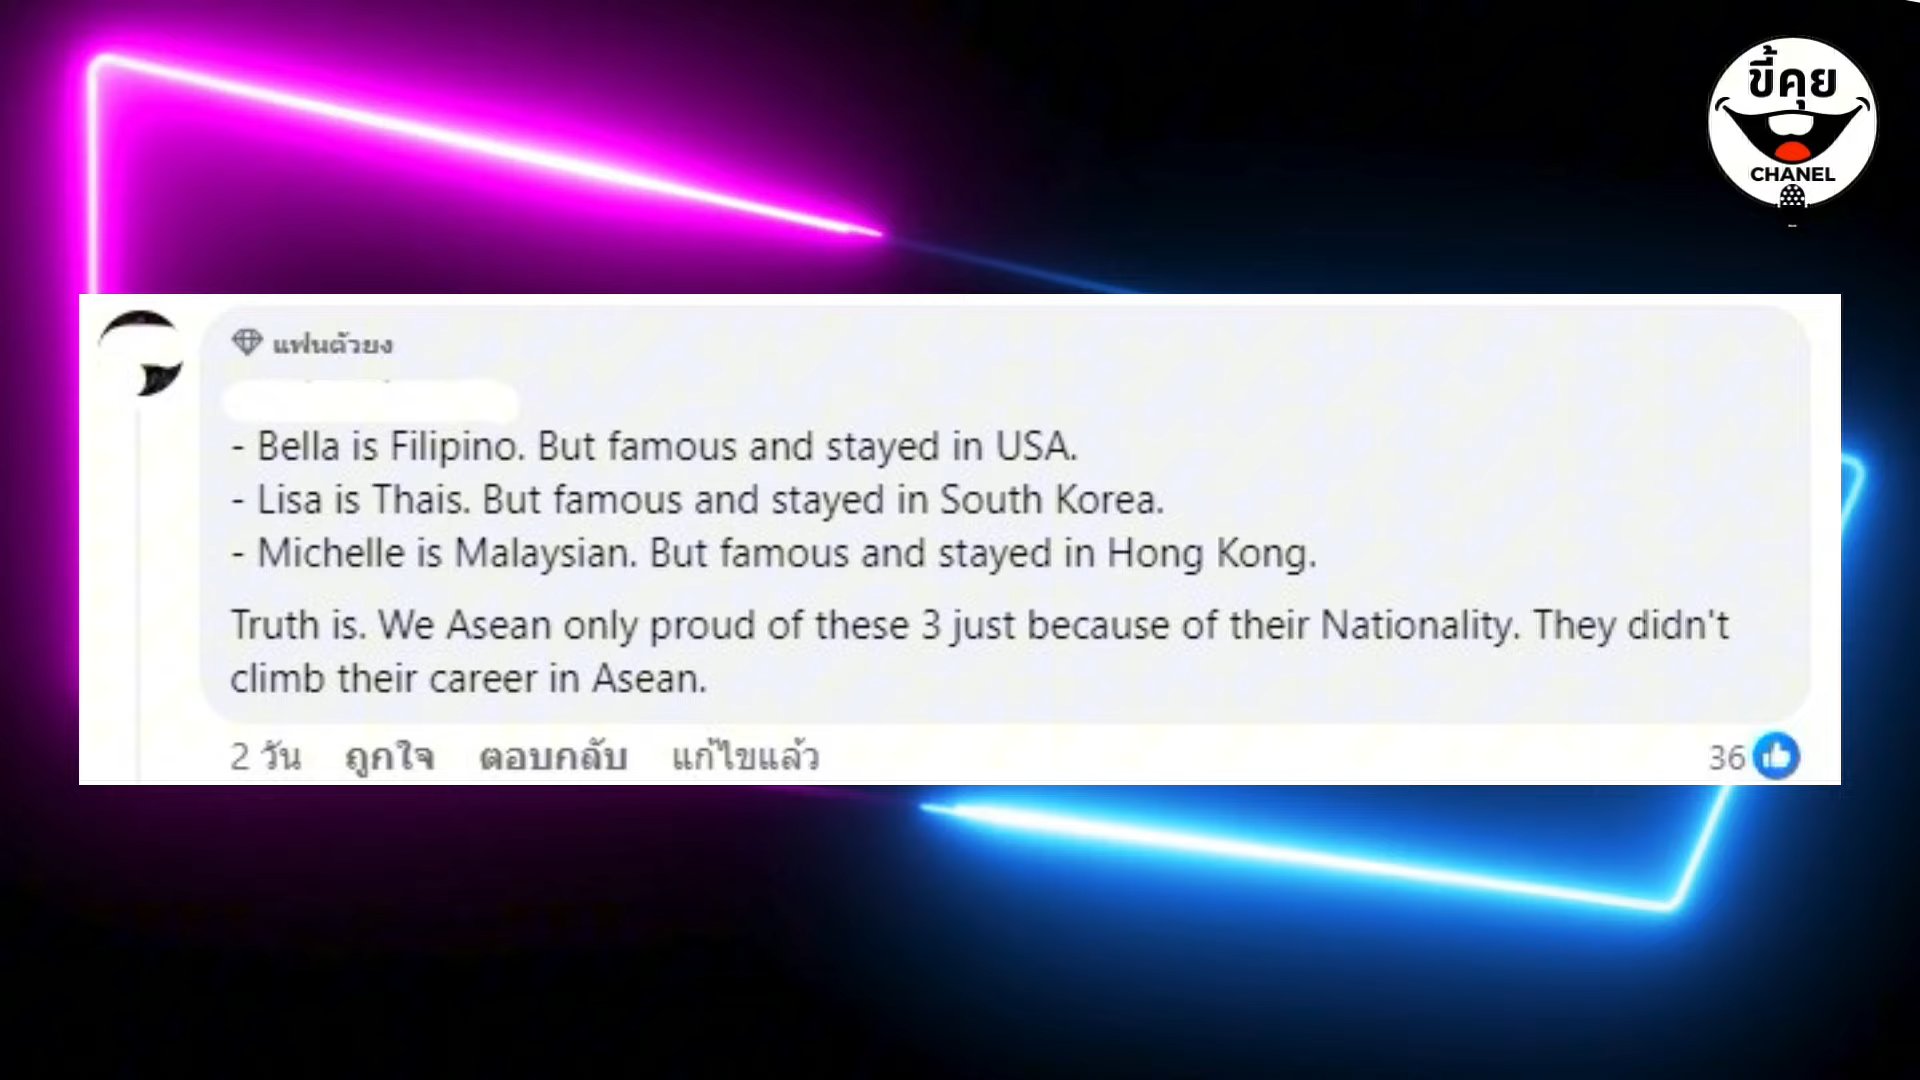 ขี้คุย
CHANEL
แฟนตัวยง
- Bella is Filipino. But famous and stayed in USA.
- Lisa is Thais. But famous and stayed in South Korea.
- Michelle is Malaysian. But famous and stayed in Hong Kong.
Truth is. We Asean only proud of these 3 just because of their Nationality. They didn't
climb their career in Asean.
2 วัน ถูกใจ ตอบกลับ แก้ไขแล้ว 36